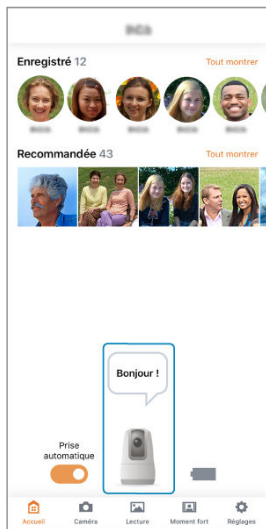 Enregistré 12 Tout montrer
Recommandée 43 Tout montrer
Bonjour !
Prise
automatique
Accueil Caméra Lecture Moment fort Réglages